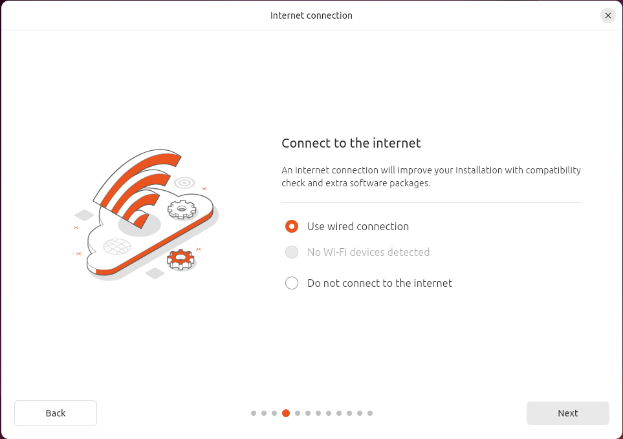 Internet connection
Connect to the internet
An Internet connection will improve your installation with compatibility
check and extra software packages.
Use wired connection
No Wi-Fi devices detected
Do not connect to the internet
Back
Next